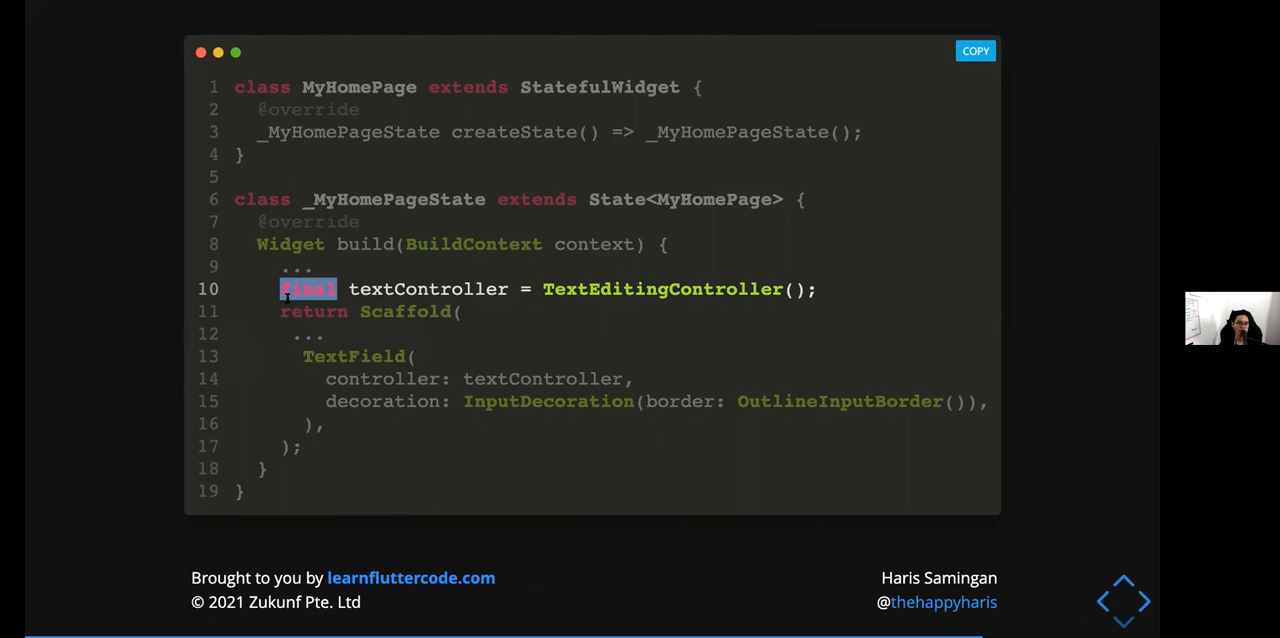 COPY
1 class MyHomePage extends StatefulWidget {
2 @override
3 _MyHomePageState createState() => _MyHomePageState();
4 }
5
6 class _MyHomePageState extends State<MyHomePage> {
7 @override
8 Widget build(BuildContext context) {
9 ...
10 final textController = TextEditingController();
11 return Scaffold(
12 ...
13 TextField(
14 controller: textController,
15 decoration: InputDecoration(border: OutlineInputBorder()),
16 ),
17 );
18 }
19 }
Brought to you by learnfluttercode.com
© 2021 Zukunf Pte. Ltd
Haris Samingan
@thehappyharis